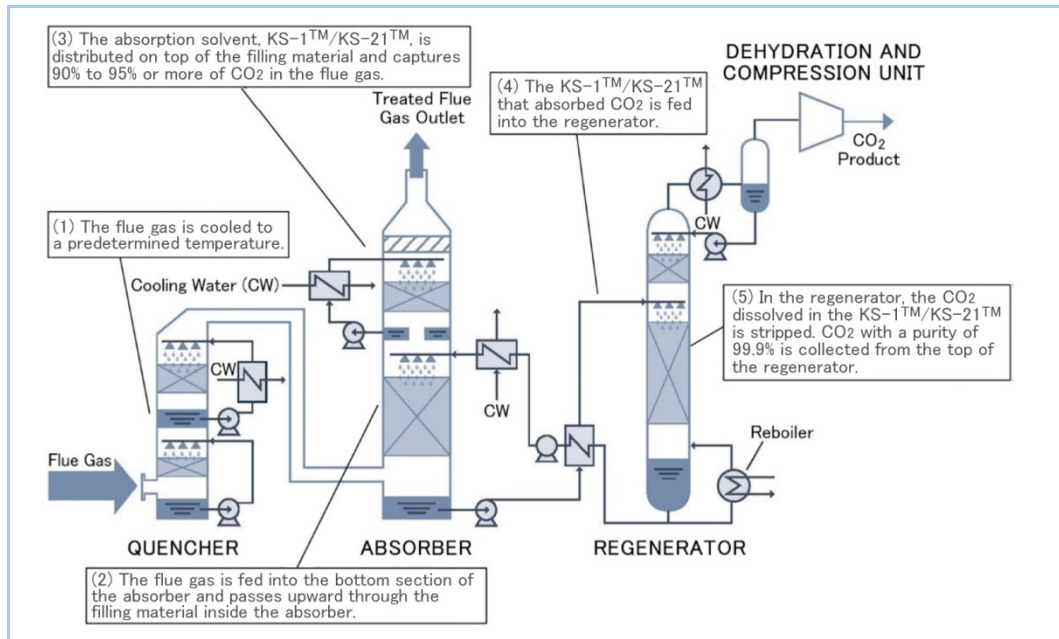 (3) The absorption solvent, KS-1™/KS-21™, is
distributed on top of the filling material and captures
90% to 95% or more of CO2 in the flue gas.
DEHYDRATION AND
COMPRESSION UNIT
(4) The KS-1™/KS-21™
that absorbed CO2 is fed
into the regenerator.
Treated Flue
Gas Outlet
CO2
Product
(1) The flue gas is cooled to
a predetermined temperature.
CW
Cooling Water (CW)
(5) In the regenerator, the CO2
dissolved in the KS-1™/KS-21™
is stripped. CO2 with a purity of
99.9% is collected from the top of
the regenerator.
CW
CW
Reboiler
Flue Gas
QUENCHER
ABSORBER
REGENERATOR
(2) The flue gas is fed into the bottom section of
the absorber and passes upward through the
filling material inside the absorber.